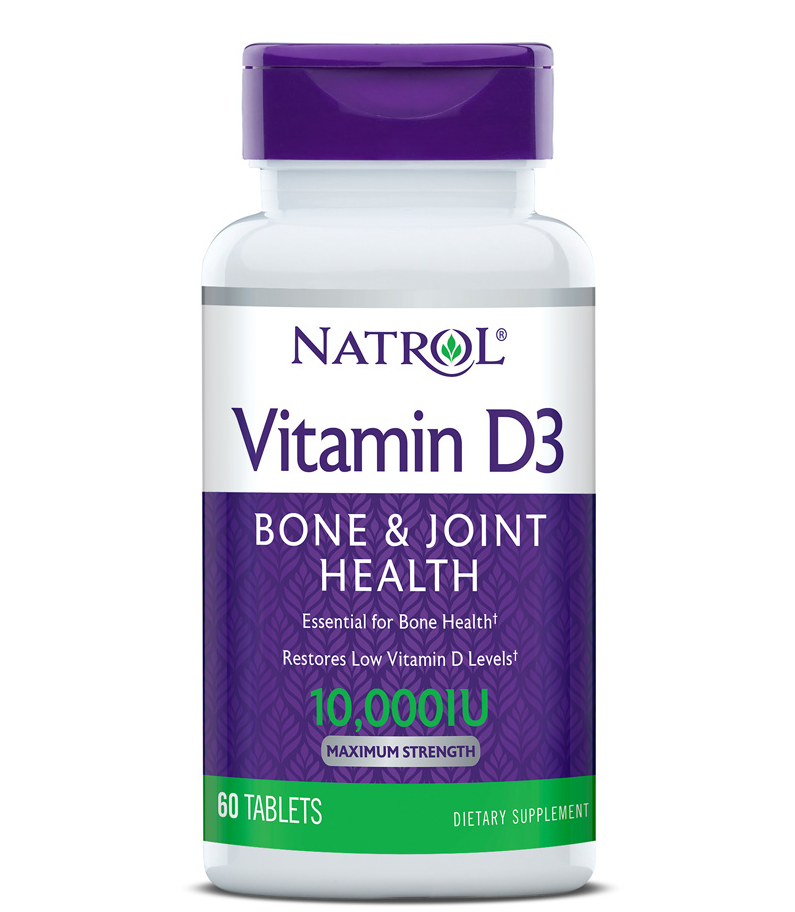 NATROL®
Vitamin D3
BONE & JOINT
HEALTH
Essential for Bone Health†
Restores Low Vitamin D Levels†
10,000IU
MAXIMUM STRENGTH
60 TABLETS
DIETARY SUPPLEMENT